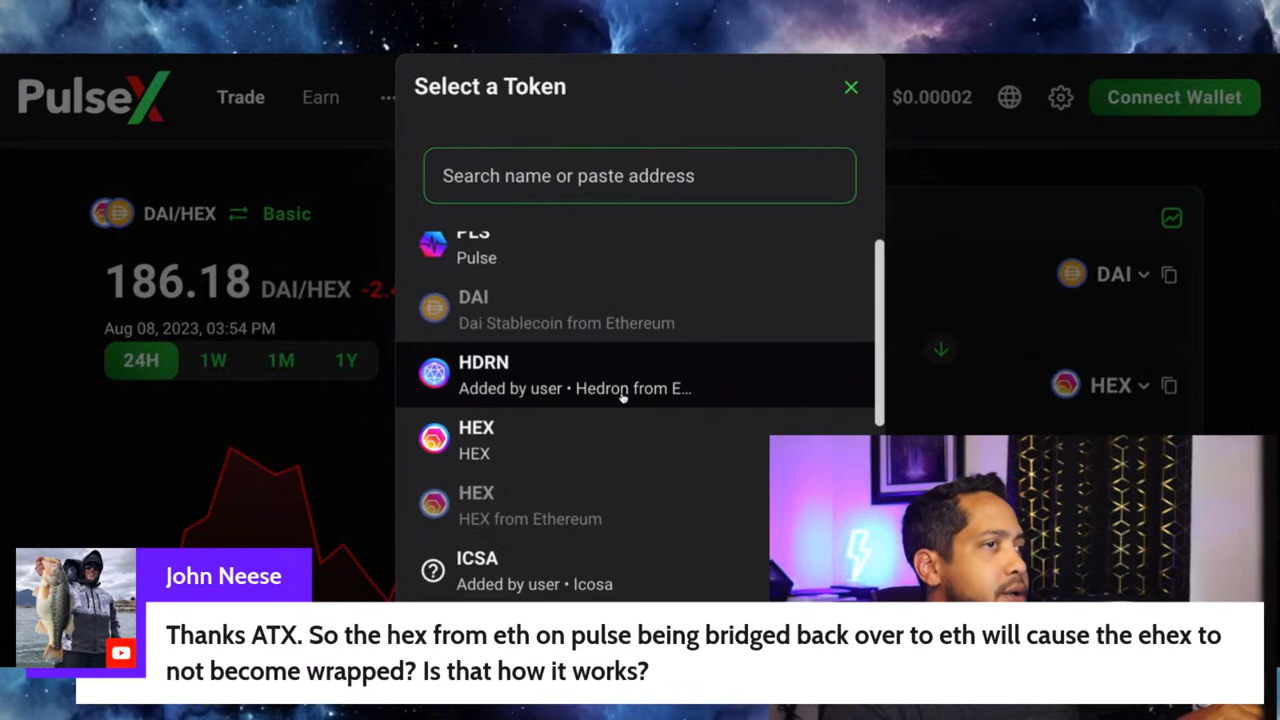 PulseX
Trade
Earn
Select a Token
$0.00002
Connect Wallet
Search name or paste address
DAI/HEX
Basic
186.18 DAI/HEX
Aug 08, 2023, 03:54 PM
24H
1W
1M
1Y
PLS
Pulse
DAI
Dai Stablecoin from Ethereum
HDRN
Added by user • Hedron from E...
HEX
HEX
HEX
HEX from Ethereum
ICSA
Added by user • Icosa
DAI
HEX
John Neese
Thanks ATX. So the hex from eth on pulse being bridged back over to eth will cause the ehex to
not become wrapped? Is that how it works?